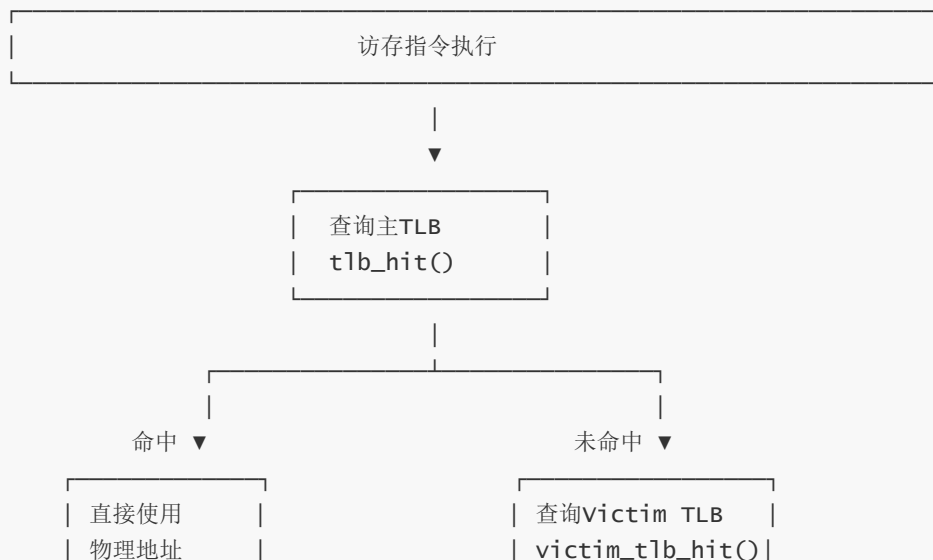 访存指令执行
查询主TLB
tlb_hit()
命中 ▼ 未命中 ▼
直接使用 查询Victim TLB
物理地址 victim_tlb_hit()